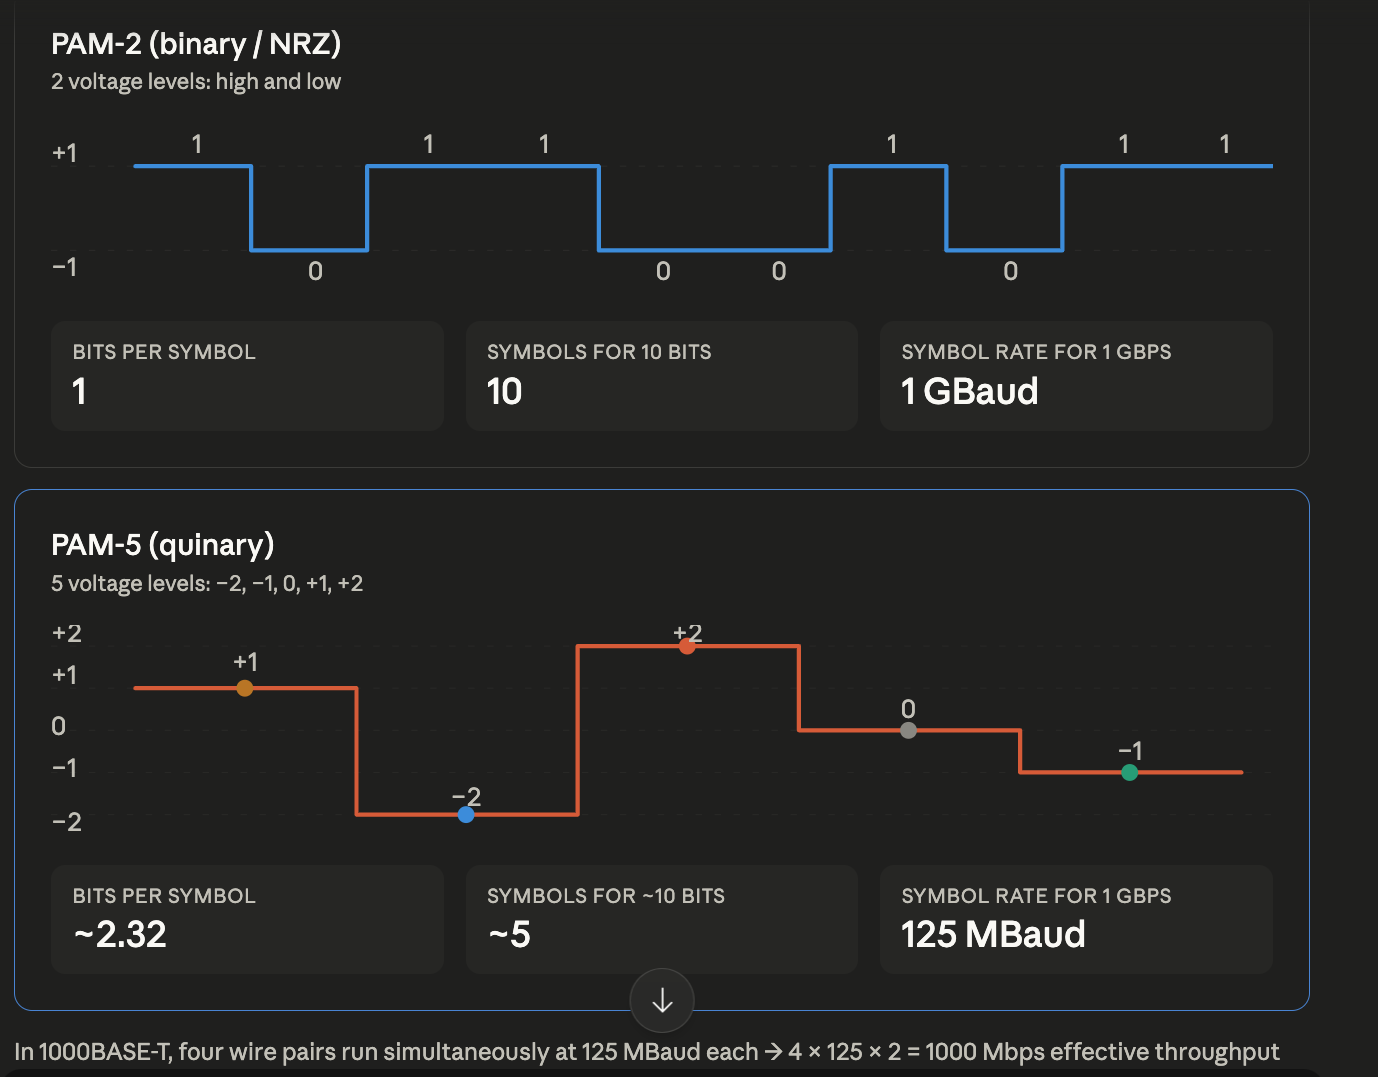 PAM-2 (binary / NRZ)
2 voltage levels: high and low
1 1 1 1 1 1
+1
−1
0 0 0 0
BITS PER SYMBOL
1
SYMBOLS FOR 10 BITS
10
SYMBOL RATE FOR 1 GBPS
1 GBaud
PAM-5 (quinary)
5 voltage levels: −2, −1, 0, +1, +2
+2
+1
0
−1
−2
+1
−2
+2
0
−1
BITS PER SYMBOL
~2.32
SYMBOLS FOR ~10 BITS
~5
SYMBOL RATE FOR 1 GBPS
125 MBaud
In 1000BASE-T, four wire pairs run simultaneously at 125 MBaud each → 4 × 125 × 2 = 1000 Mbps effective throughput